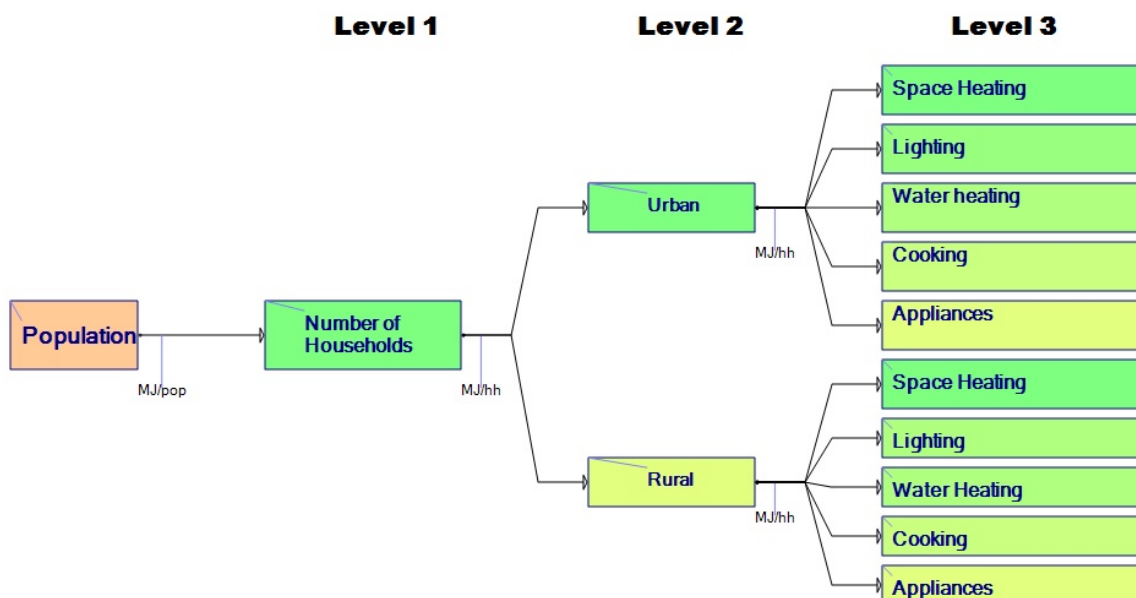 Level 1
Level 2
Level 3
Population
MJ/pop
Number of
Households
MJ/hh
Urban
MJ/hh
Space Heating
Lighting
Water heating
Cooking
Appliances
Rural
MJ/hh
Space Heating
Lighting
Water Heating
Cooking
Appliances